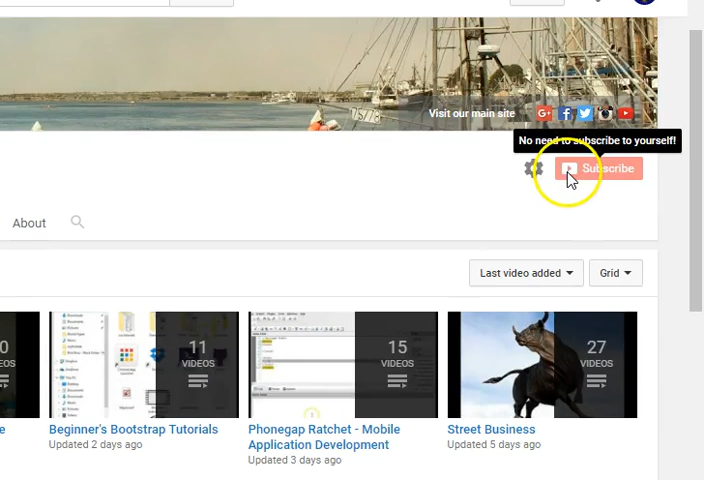 75778
Visit our main site
No need to subscribe to yourself!
Subscribe
About
Last video added
Grid
0
11
VIDEOS
15
VIDEOS
27
VIDEOS
e
Beginner's Bootstrap Tutorials
Updated 2 days ago
Phonegap Ratchet - Mobile
Application Development
Updated 3 days ago
Street Business
Updated 5 days ago